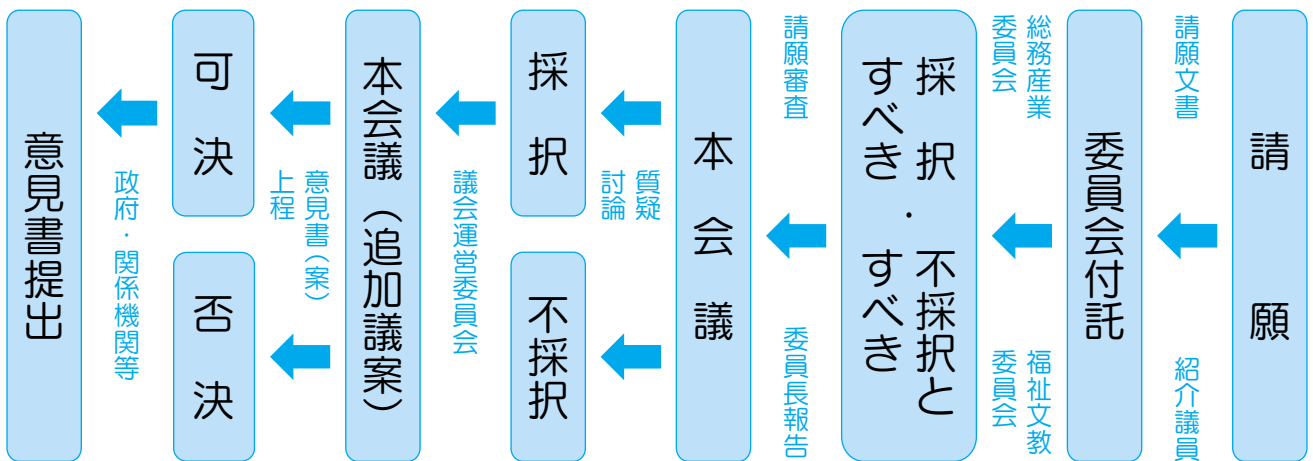 請願
請願文書
紹介議員
委員会付託
総務産業
委員会
福祉文教
委員会
採択・不採択と
すべき すべき
請願審査
委員長報告
本会議
質疑
討論
採択
不採択
議会運営委員会
本会議（追加議案）
意見書（案）
上程
可決
否決
政府・関係機関等
意見書提出